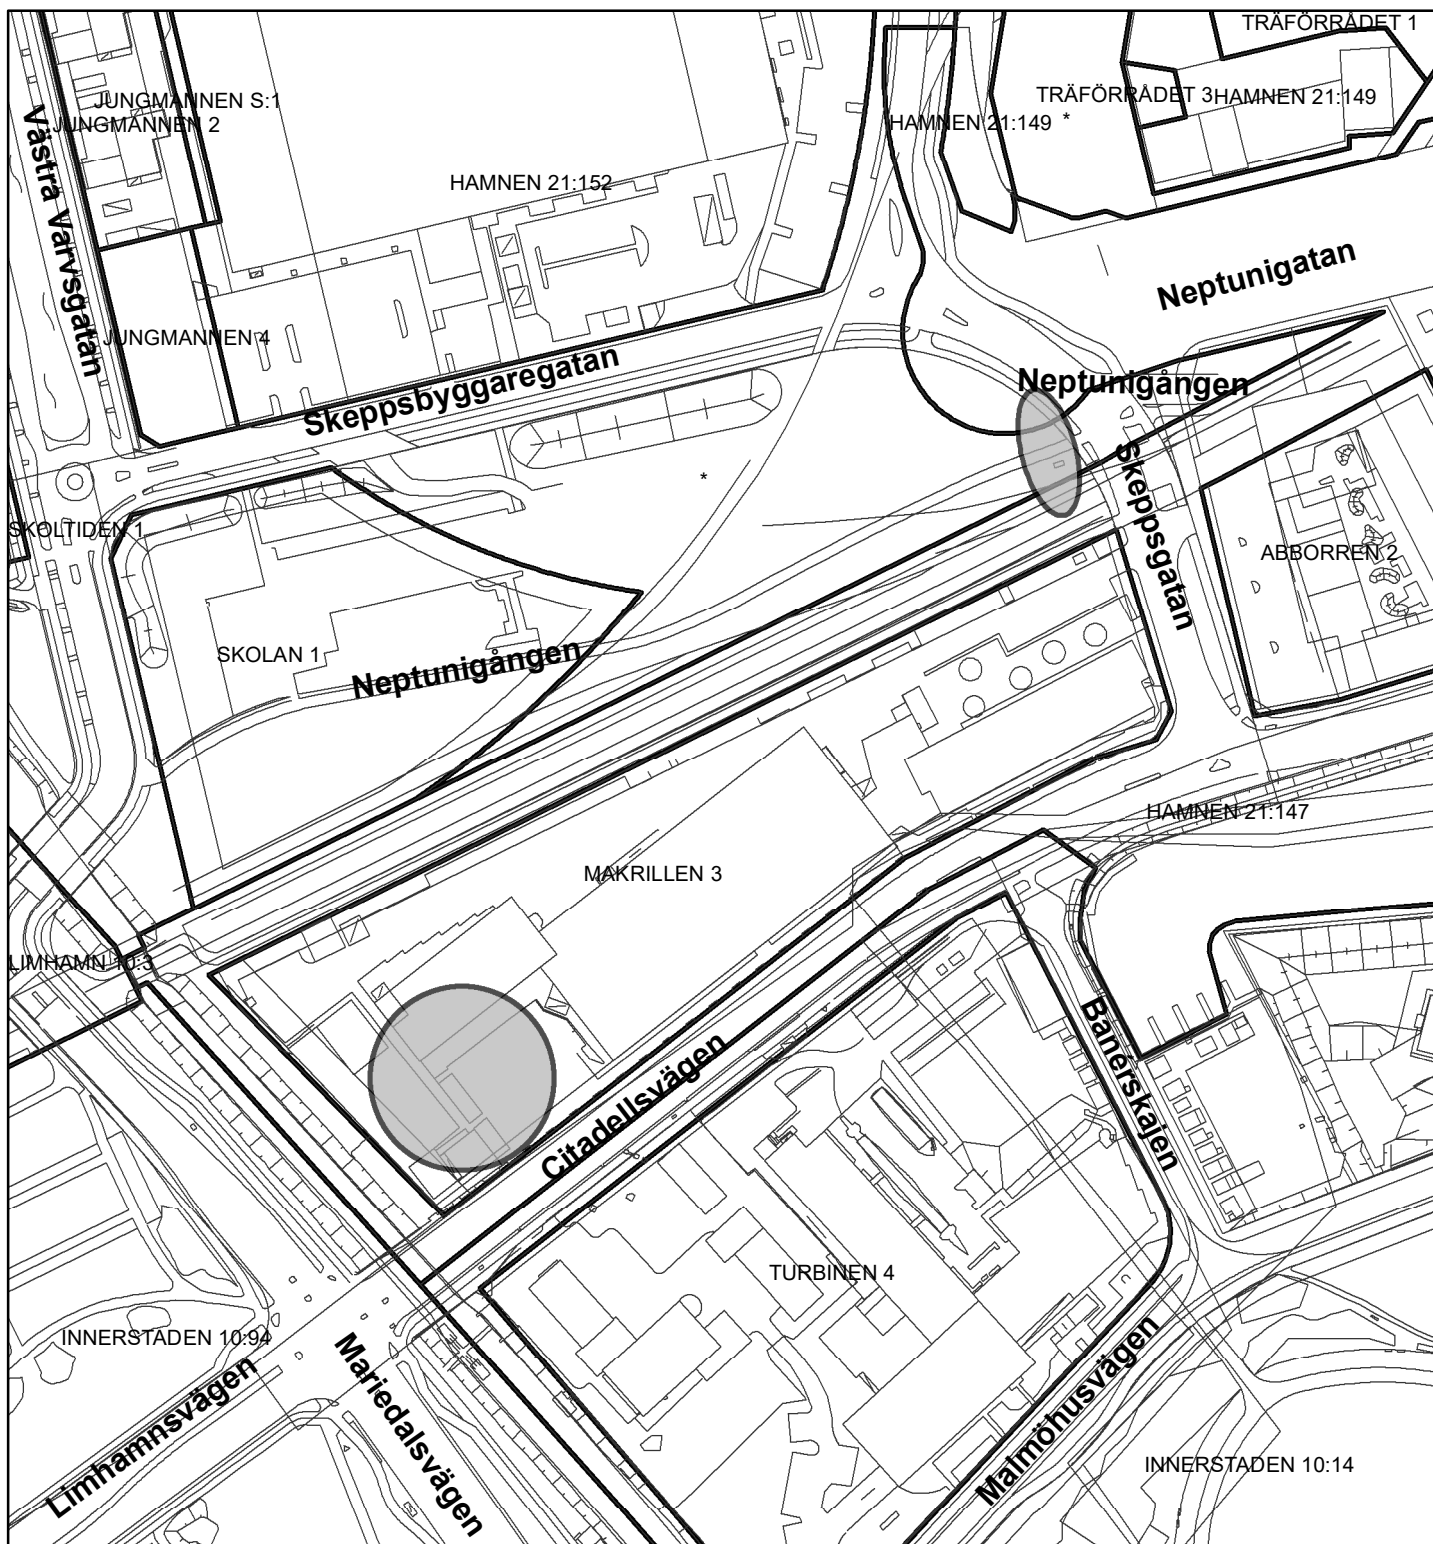 TRÄFÖRRÅDET 1
JUNGMANNEN S:1
TRÄFÖRRÅDET 3
HAMNEN 21:149
JUNGMANNEN 2
HAMNEN 21:149
*
Västra Varvsgatan
HAMNEN 21:152
Neptunigatan
JUNGMANNEN 4
Skeppsbyggaregatan
Neptunigången
*
Skeppsgatan
SKOLTIDEN 1
ABBORREN 2
SKOLAN 1
Neptunigången
HAMNEN 21:147
MAKRILLEN 3
LIMHAMN 10:3
Citadellsvägen
Banérskajen
TURBINEN 4
INNERSTADEN 10:94
Limhamnsvägen
Mariedalsvägen
Malmöhusvägen
INNERSTADEN 10:14